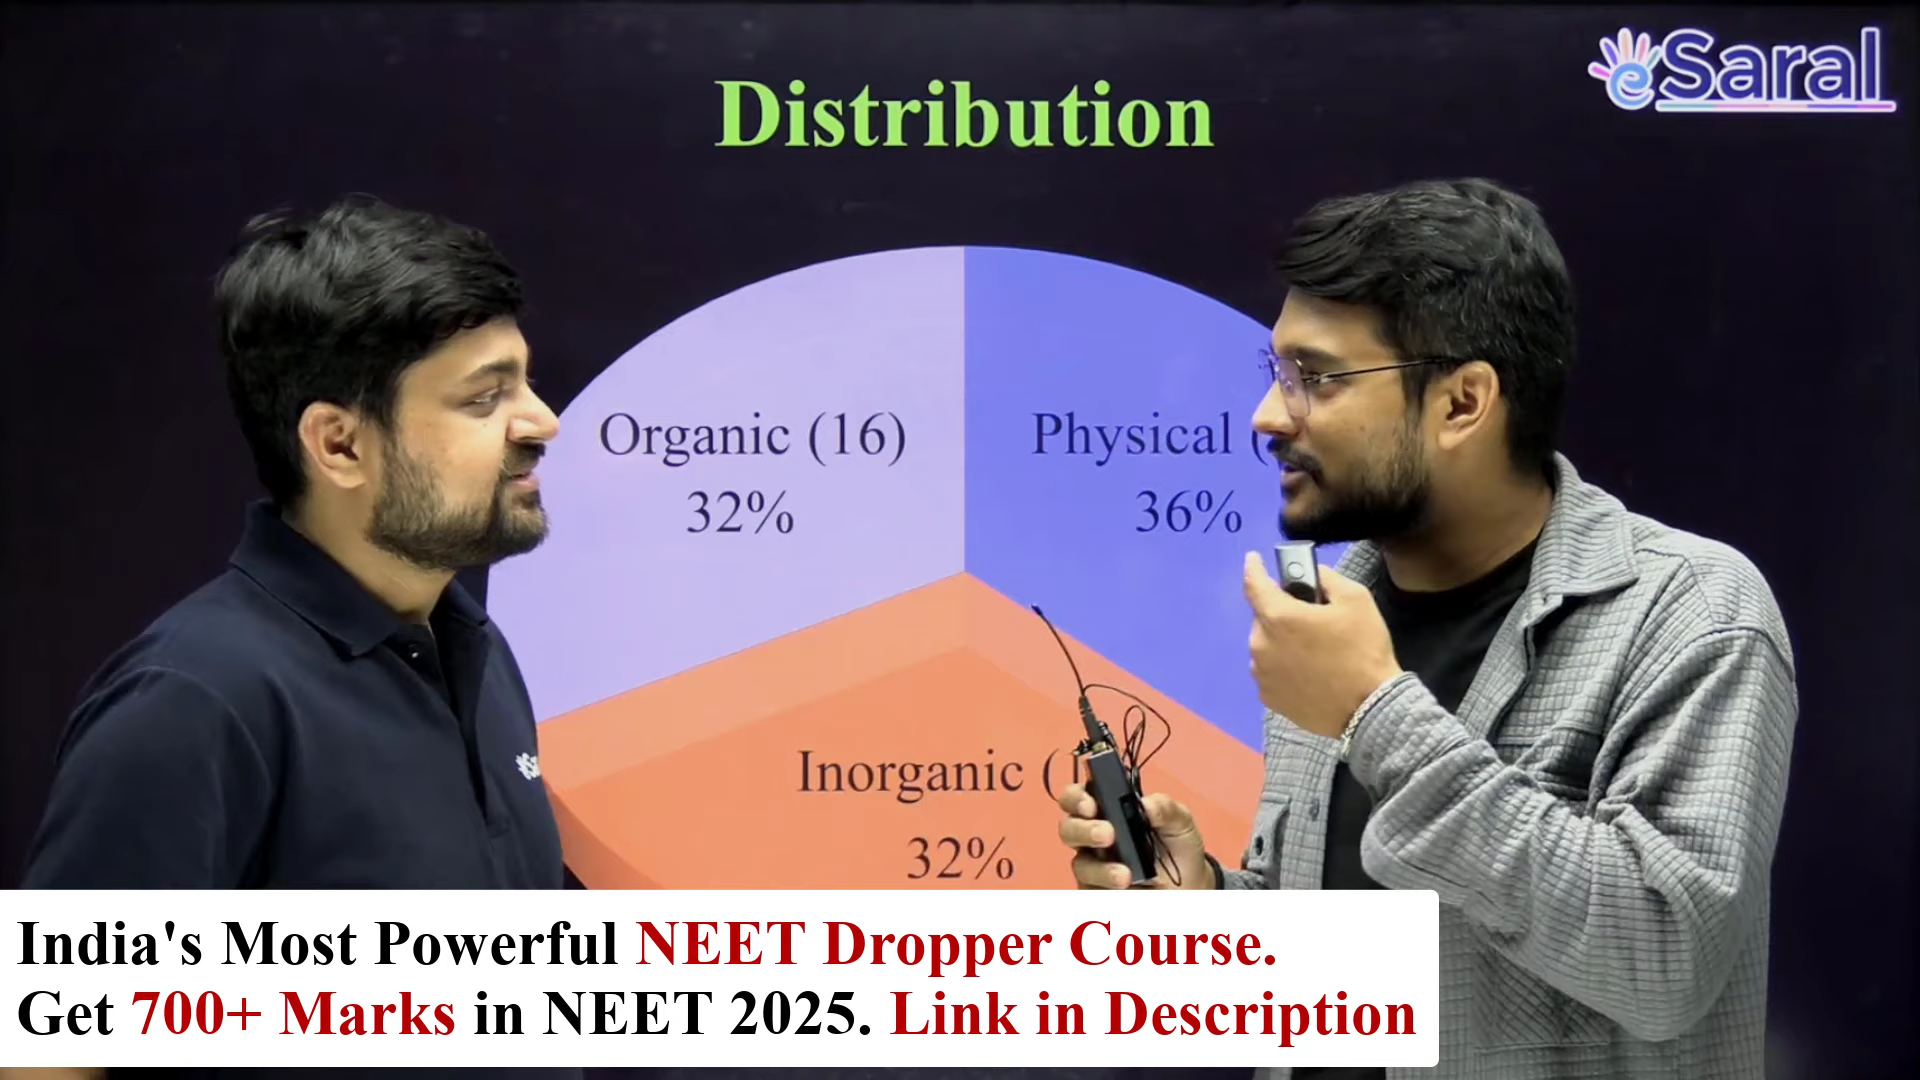 eSaral
Distribution
Organic (16)
32%
Physical (
36%
Inorganic (1
32%
India's Most Powerful NEET Dropper Course.
Get 700+ Marks in NEET 2025. Link in Description